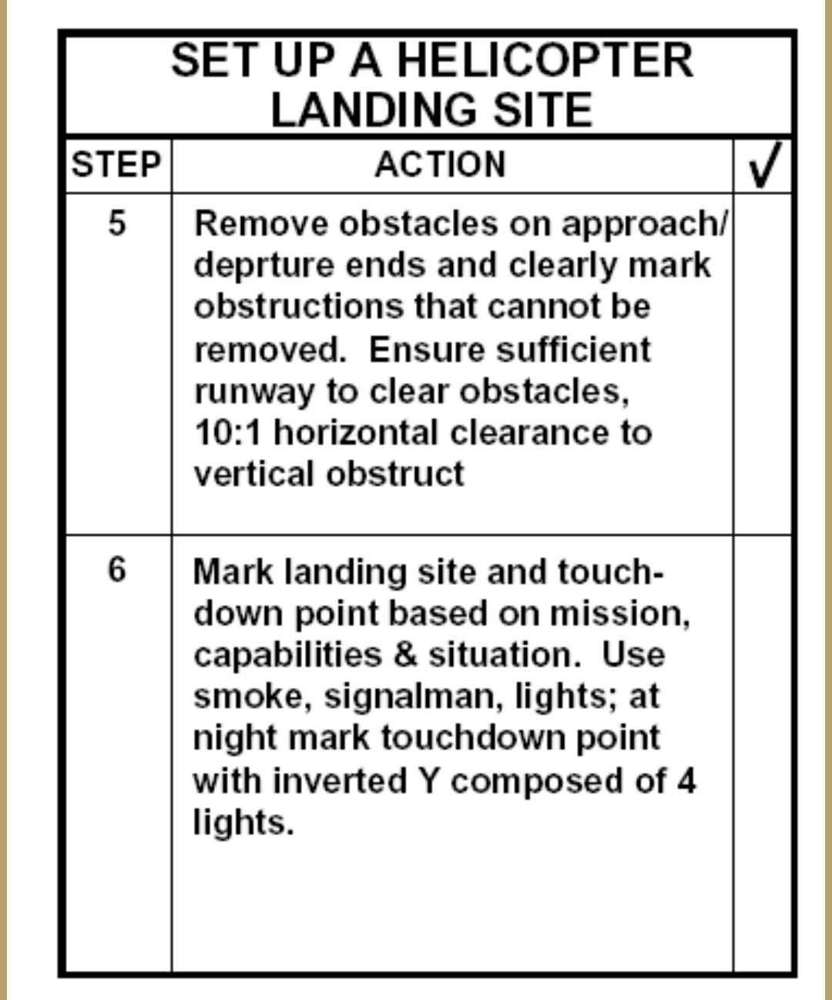 SET UP A HELICOPTER
LANDING SITE
STEP ACTION √
5 Remove obstacles on approach/
deprture ends and clearly mark
obstructions that cannot be
removed.  Ensure sufficient
runway to clear obstacles,
10:1 horizontal clearance to
vertical obstruct
6 Mark landing site and touch-
down point based on mission,
capabilities & situation.  Use
smoke, signalman, lights; at
night mark touchdown point
with inverted Y composed of 4
lights.